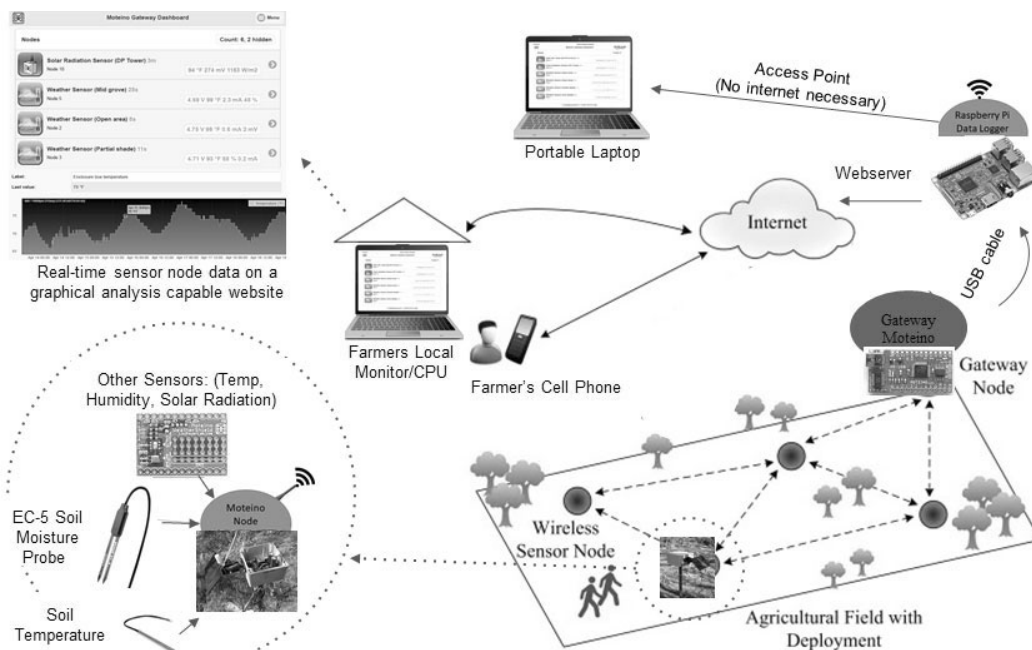 Moteino Gateway Dashboard
Menu
Nodes
Count: 6, 2 hidden
Solar Radiation Sensor (DP Tower) 3m
Node 10
Weather Sensor (Mid grove) 29s
Node 5
Weather Sensor (Open area) 8s
Node 2
Weather Sensor (Partial shade) 11s
Node 3
Label:
Last value:
Real-time sensor node data on a
graphical analysis capable website
Portable Laptop
Access Point
(No internet necessary)
Raspberry Pi
Data Logger
Webserver
Internet
USB cable
Farmers Local
Monitor/CPU
Farmer's Cell Phone
Gateway
Moteino
Gateway
Node
Other Sensors: (Temp,
Humidity, Solar Radiation)
Moteino
Node
EC-5 Soil
Moisture
Probe
Soil
Temperature
Wireless
Sensor Node
Agricultural Field with
Deployment